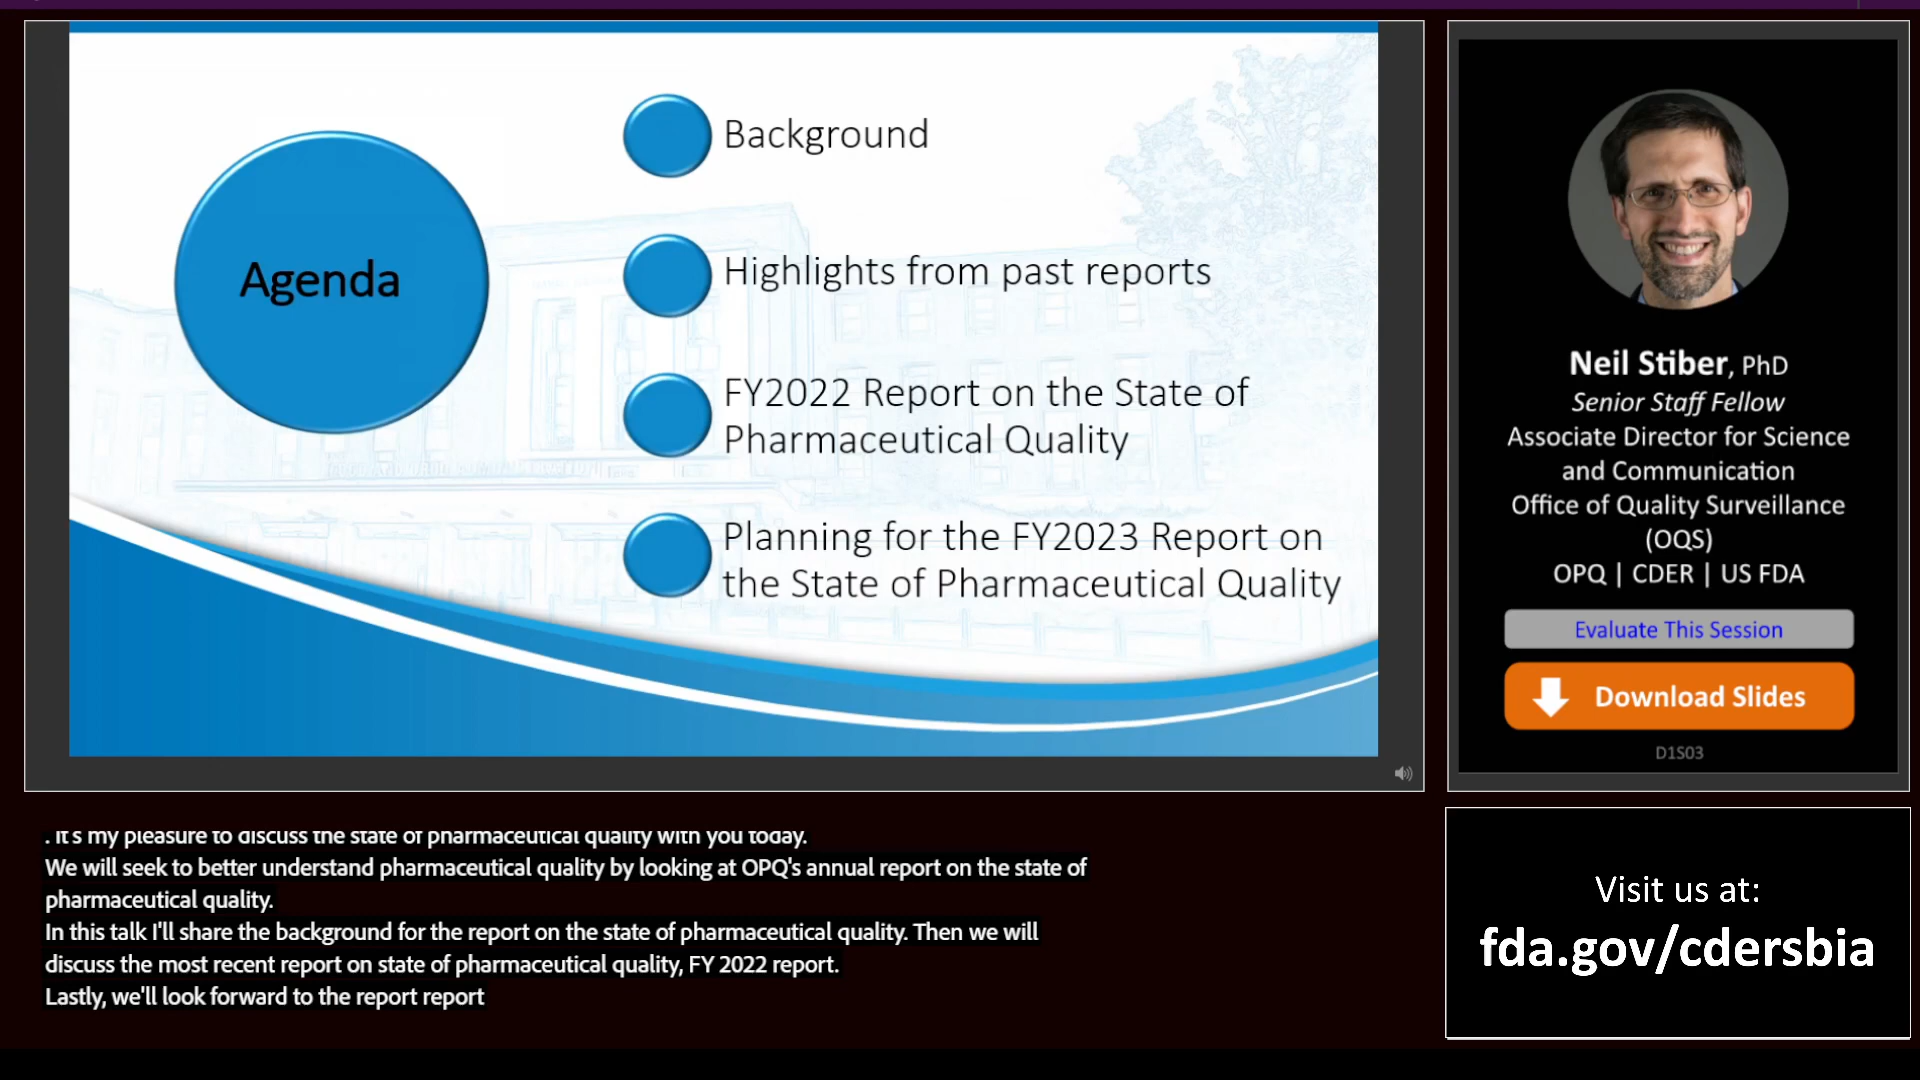 Agenda
Background
Highlights from past reports
FY2022 Report on the State of
Pharmaceutical Quality
Planning for the FY2023 Report on
the State of Pharmaceutical Quality
Neil Stiber, PhD
Senior Staff Fellow
Associate Director for Science
and Communication
Office of Quality Surveillance
(OQS)
OPQ | CDER | US FDA
Evaluate This Session
Download Slides
D1S03
. It's my pleasure to discuss the state of pharmaceutical quality with you today.
We will seek to better understand pharmaceutical quality by looking at OPQ's annual report on the state of
pharmaceutical quality.
In this talk I'll share the background for the report on the state of pharmaceutical quality. Then we will
discuss the most recent report on state of pharmaceutical quality, FY 2022 report.
Lastly, we'll look forward to the report report
Visit us at:
fda.gov/cdersbia